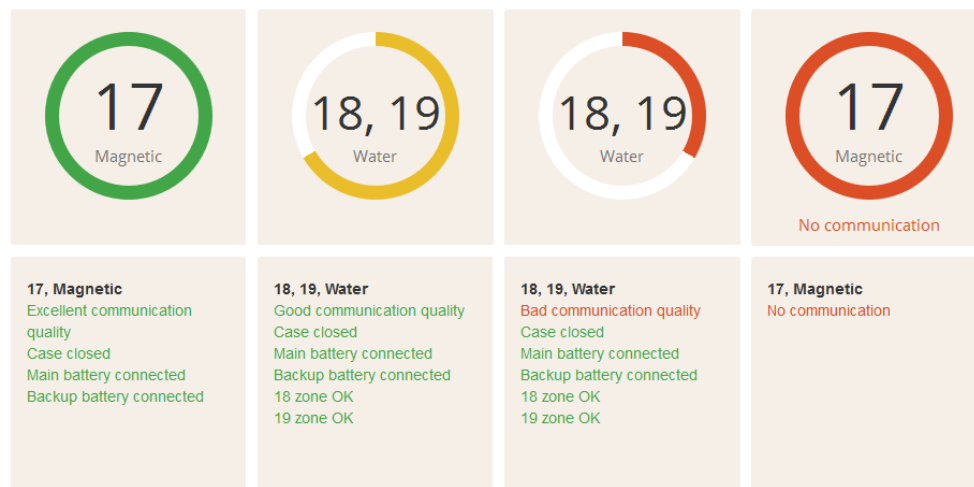 17
Magnetic
18, 19
Water
18, 19
Water
17
Magnetic
No communication
17, Magnetic
Excellent communication
quality
Case closed
Main battery connected
Backup battery connected
18, 19, Water
Good communication quality
Case closed
Main battery connected
Backup battery connected
18 zone OK
19 zone OK
18, 19, Water
Bad communication quality
Case closed
Main battery connected
Backup battery connected
18 zone OK
19 zone OK
17, Magnetic
No communication